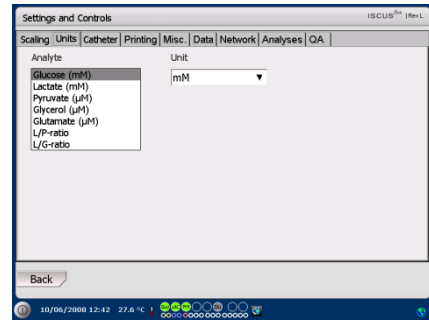 Settings and Controls
ISCUSflex | Rev L
Scaling Units Catheter Printing Misc. Data Network Analyses QA
Analyte
Unit
Glucose (mM)
mM
Lactate (mM)
Pyruvate (µM)
Glycerol (µM)
Glutamate (µM)
L/P-ratio
L/G-ratio
Back
10/06/2008 12:42 27.6 °C